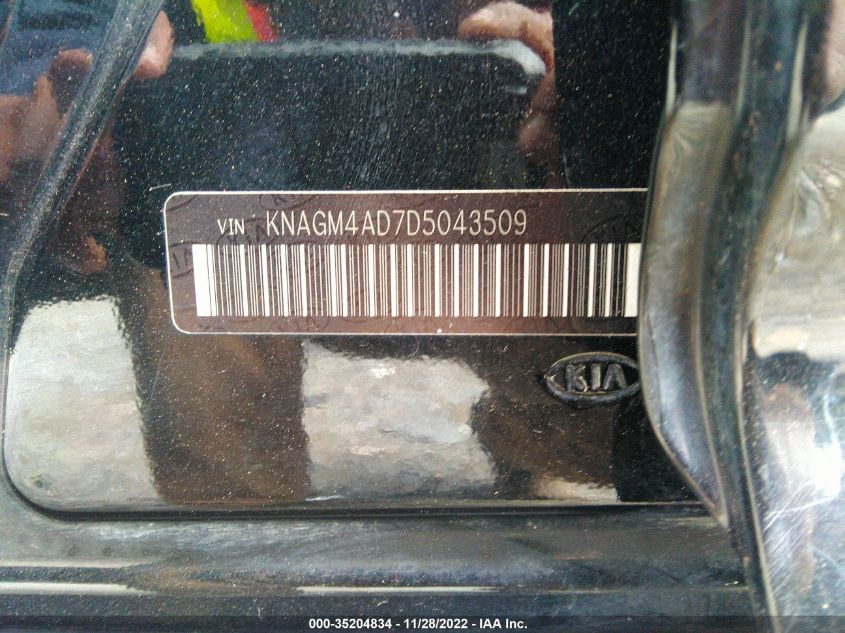 VIN KNAGM4AD7D5043509
KIA
000-35204834 - 11/28/2022 - IAA Inc.